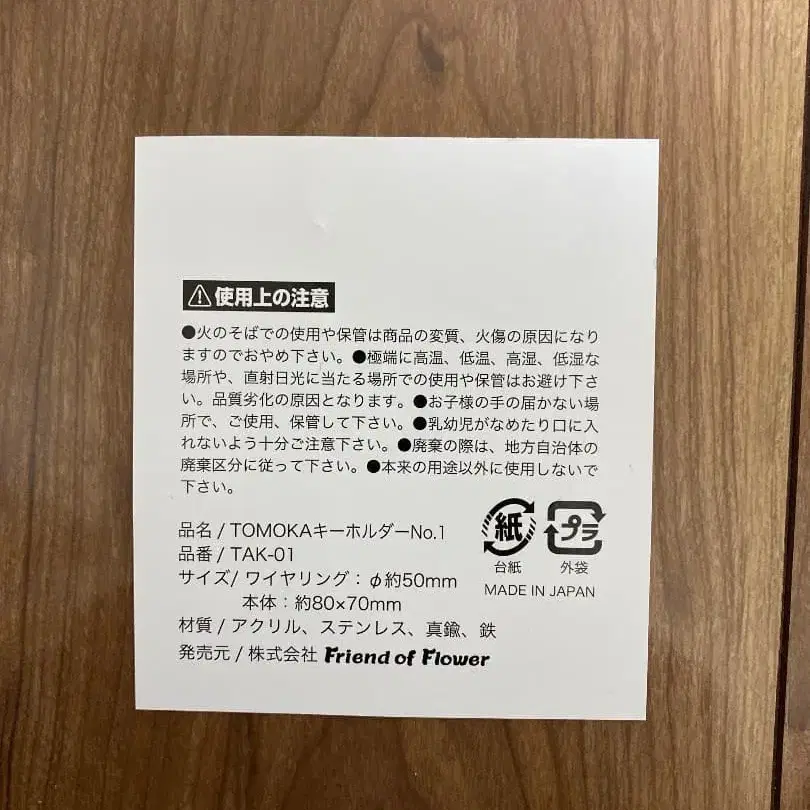 ⚠使用上の注意
●火のそばでの使用や保管は商品の変質、火傷の原因になり
ますのでおやめ下さい。●極端に高温、低温、高湿、低湿な
場所や、直射日光に当たる場所での使用や保管はお避け下さ
い。品質劣化の原因となります。●お子様の手の届かない場
所で、ご使用、保管して下さい。●乳幼児がなめたり口に入
れないよう十分ご注意下さい。●廃棄の際は、地方自治体の
廃棄区分に従って下さい。●本来の用途以外に使用しないで
下さい。
品名 / TOMOKAキーホルダーNo.1
品番 / TAK-01
サイズ/ ワイヤリング：φ約50mm
本体：約80×70mm
材質 / アクリル、ステンレス、真鍮、鉄
発売元 / 株式会社 Friend of Flower
紙 プラ
台紙 外袋
MADE IN JAPAN